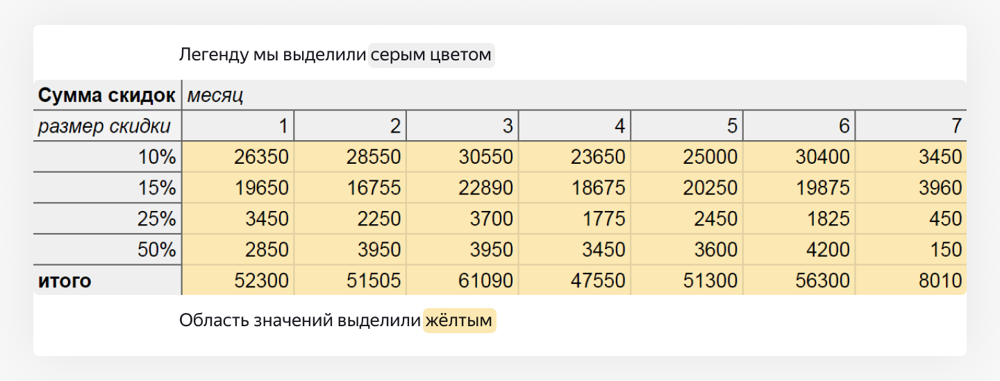 Легенду мы выделили серым цветом
Сумма скидок месяц
размер скидки 1 2 3 4 5 6 7
10% 26350 28550 30550 23650 25000 30400 3450
15% 19650 16755 22890 18675 20250 19875 3960
25% 3450 2250 3700 1775 2450 1825 450
50% 2850 3950 3950 3450 3600 4200 150
итого 52300 51505 61090 47550 51300 56300 8010
Область значений выделили жёлтым